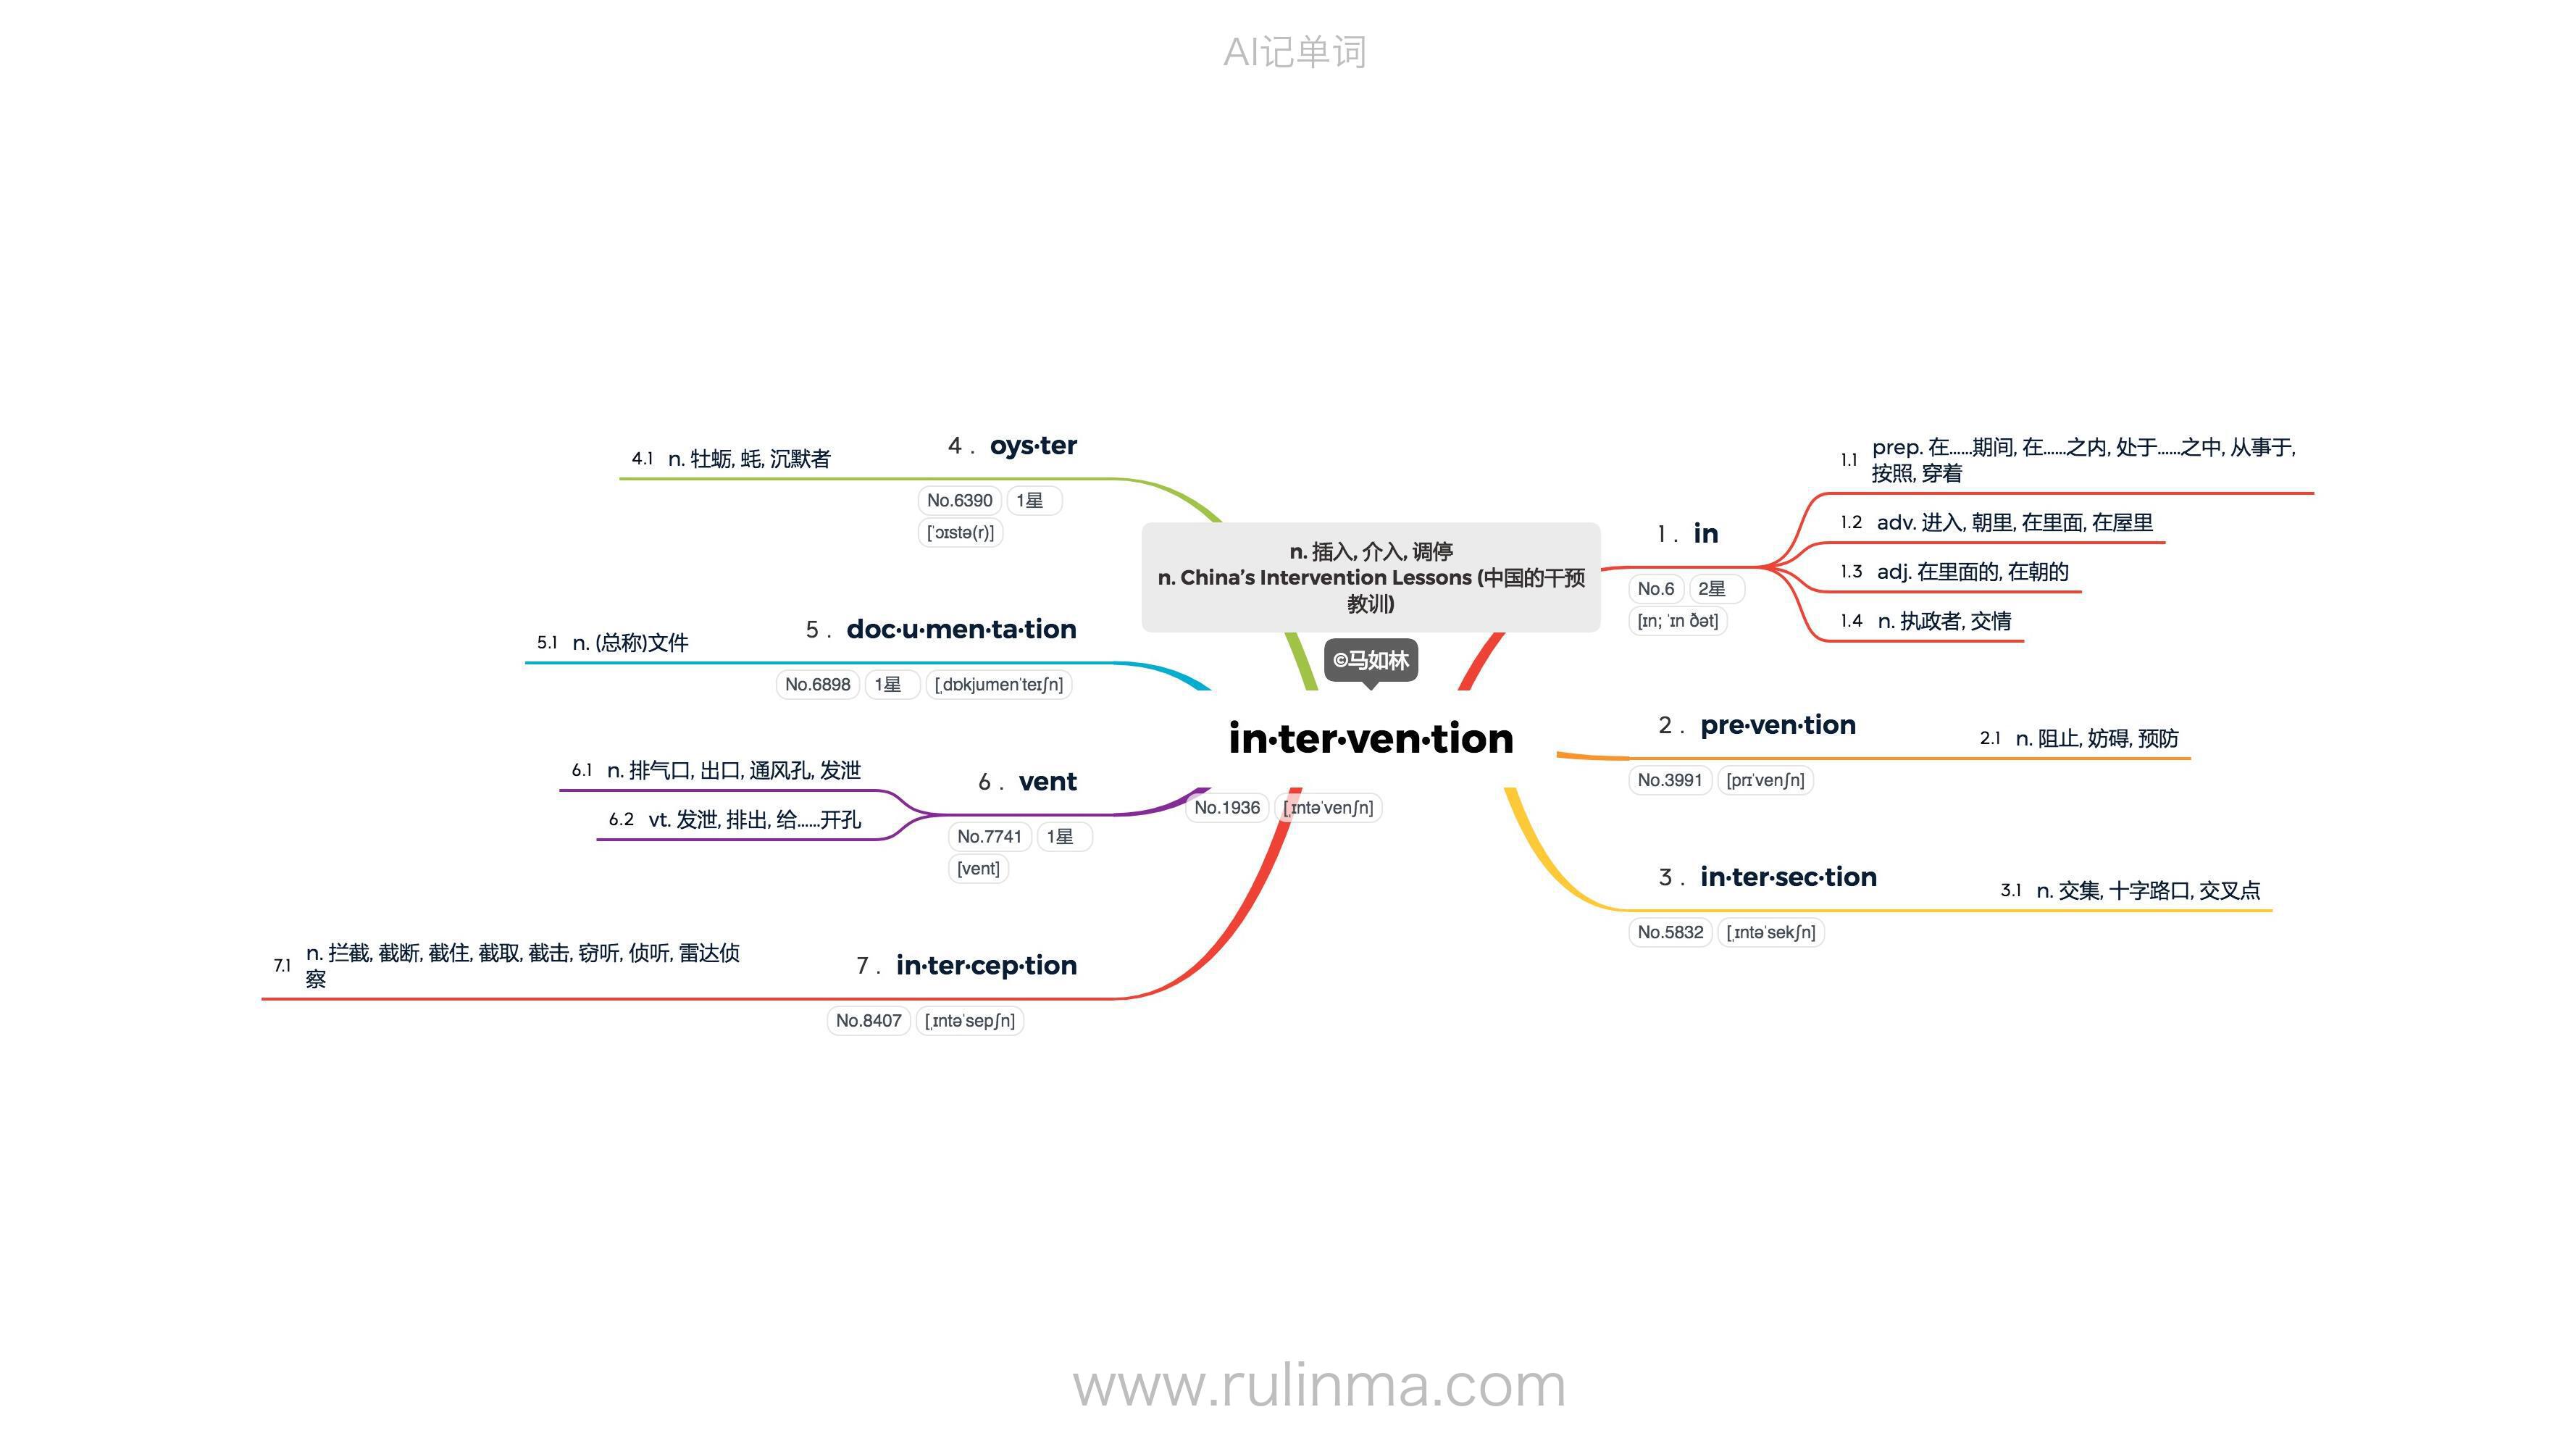 AI记单词
n. 插入, 介入, 调停
n. China’s Intervention Lessons (中国的干预
教训)
©马如林
in·ter·ven·tion
No.1936 [ˌɪntəˈvenʃn]
1 . in
No.6 2星
[ɪn; ˈɪn ðət]
1.1 prep. 在……期间, 在……之内, 处于……之中, 从事于,
按照, 穿着
1.2 adv. 进入, 朝里, 在里面, 在屋里
1.3 adj. 在里面的, 在朝的
1.4 n. 执政者, 交情
2 . pre·ven·tion
No.3991 [prɪˈvenʃn]
2.1 n. 阻止, 妨碍, 预防
3 . in·ter·sec·tion
No.5832 [ˌɪntəˈsekʃn]
3.1 n. 交集, 十字路口, 交叉点
4 . oys·ter
No.6390 1星
[ˈɔɪstə(r)]
4.1 n. 牡蛎, 蚝, 沉默者
5 . doc·u·men·ta·tion
No.6898 1星 [ˌdɒkjumenˈteɪʃn]
5.1 n. (总称)文件
6 . vent
No.7741 1星
[vent]
6.1 n. 排气口, 出口, 通风孔, 发泄
6.2 vt. 发泄, 排出, 给……开孔
7 . in·ter·cep·tion
No.8407 [ˌɪntəˈsepʃn]
7.1 n. 拦截, 截断, 截住, 截取, 截击, 窃听, 侦听, 雷达侦
察
www.rulinma.com